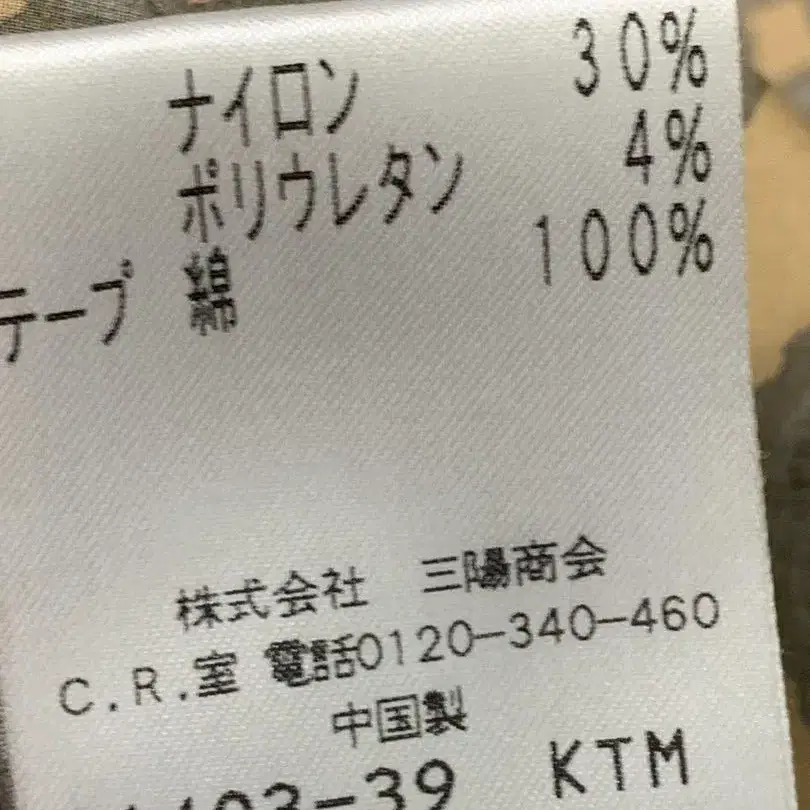 ナイロン 30%
ポリウレタン 4%
テープ 綿 100%
株式会社 三陽商会
C.R.室 電話0120-340-460
中国製
03-39 KTM